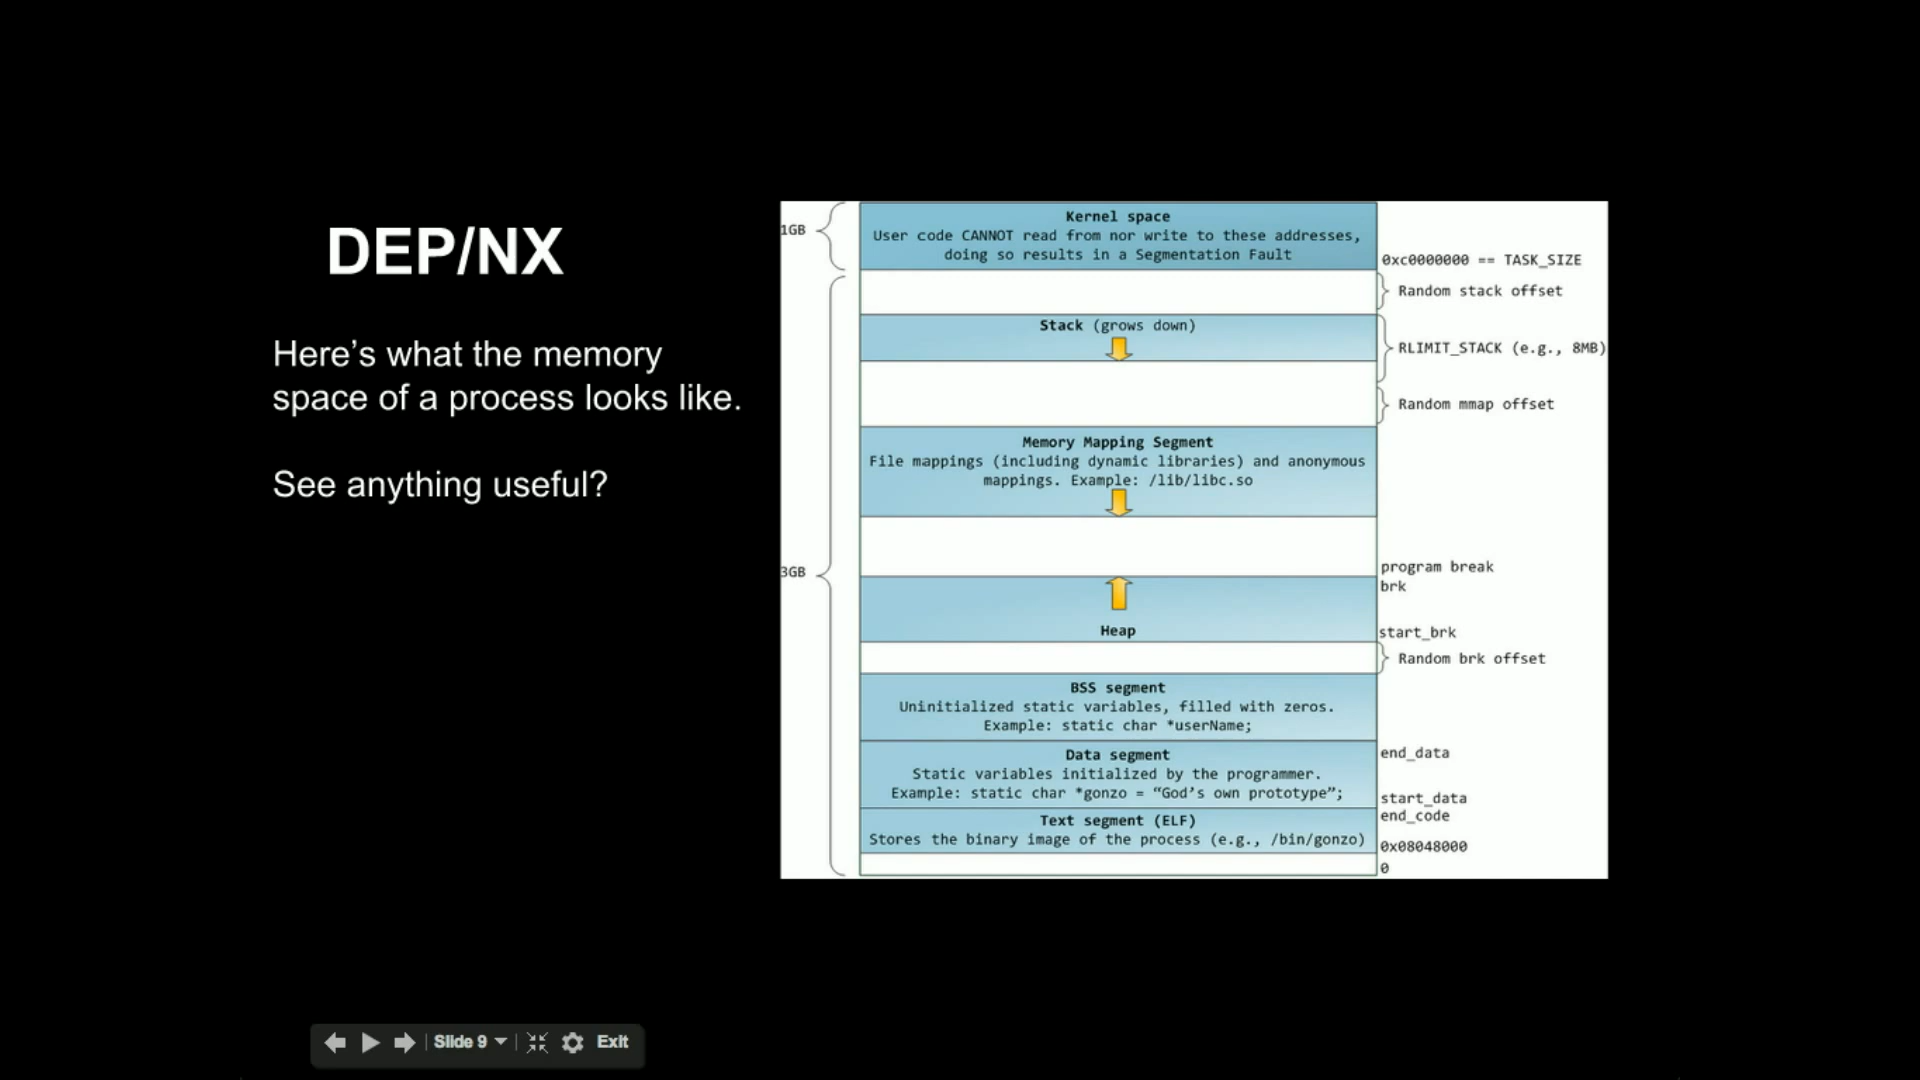 DEP/NX
Here’s what the memory
space of a process looks like.
See anything useful?
1GB
Kernel space
User code CANNOT read from nor write to these addresses,
doing so results in a Segmentation Fault
0xc0000000 == TASK_SIZE
Random stack offset
Stack (grows down)
RLIMIT_STACK (e.g., 8MB)
Random mmap offset
Memory Mapping Segment
File mappings (including dynamic libraries) and anonymous
mappings. Example: /lib/libc.so
3GB
program break
brk
Heap
start_brk
Random brk offset
BSS segment
Uninitialized static variables, filled with zeros.
Example: static char *userName;
Data segment
Static variables initialized by the programmer.
Example: static char *gonzo = “God’s own prototype”;
end_data
start_data
end_code
Text segment (ELF)
Stores the binary image of the process (e.g., /bin/gonzo)
0x08048000
0
Slide 9
Exit